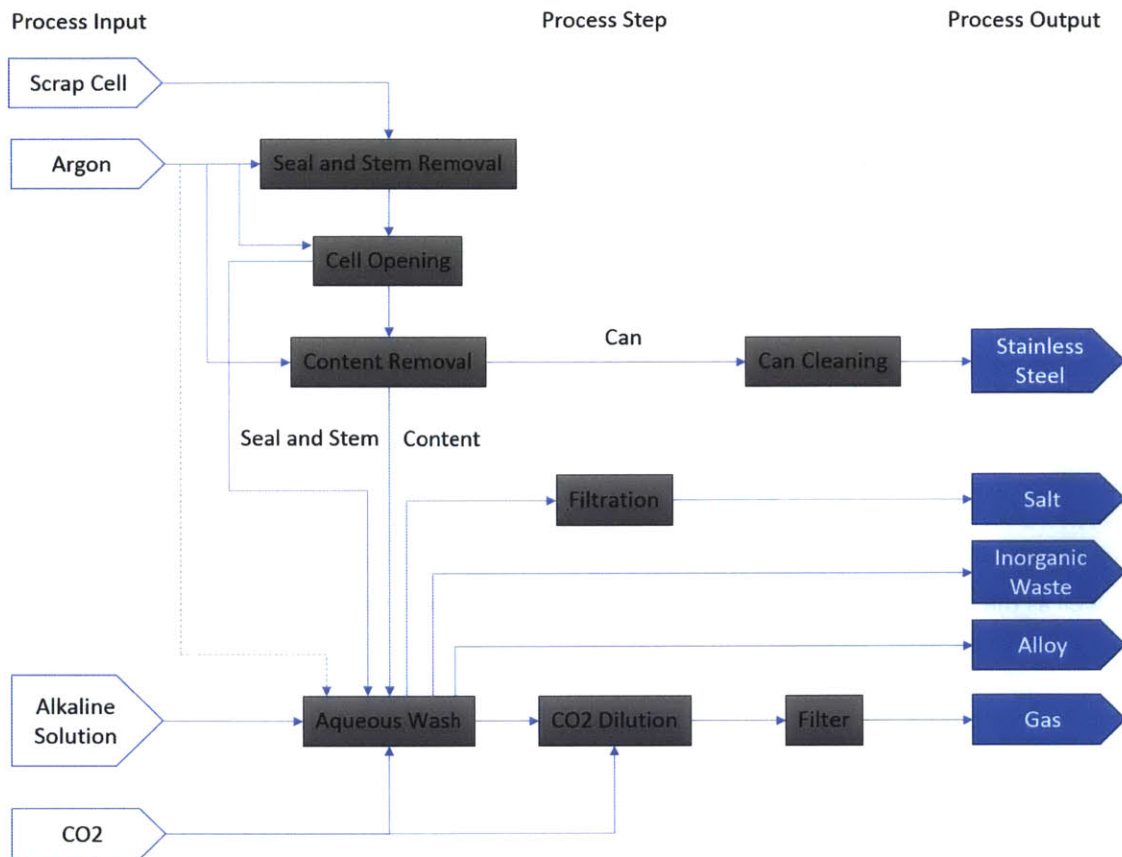 Process Input
Process Step
Process Output
Scrap Cell
Argon
Seal and Stem Removal
Cell Opening
Content Removal
Can
Can Cleaning
Stainless
Steel
Seal and Stem
Content
Filtration
Salt
Inorganic
Waste
Alloy
Alkaline
Solution
Aqueous Wash
CO2 Dilution
Filter
Gas
CO2